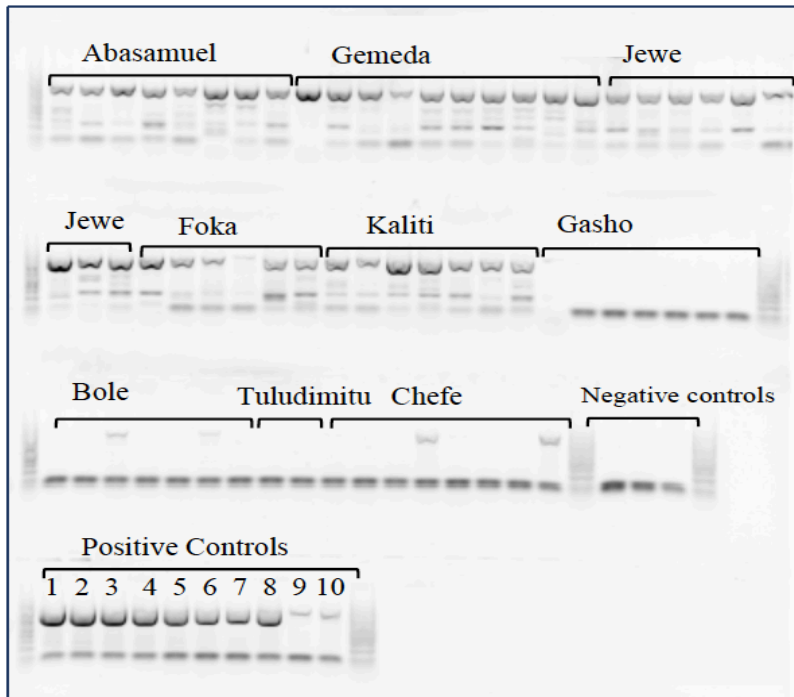 Abasamuel Gemeda Jewe
Jewe Foka Kaliti Gasho
Bole Tuludimitu Chefe Negative controls
Positive Controls
1 2 3 4 5 6 7 8 9 10